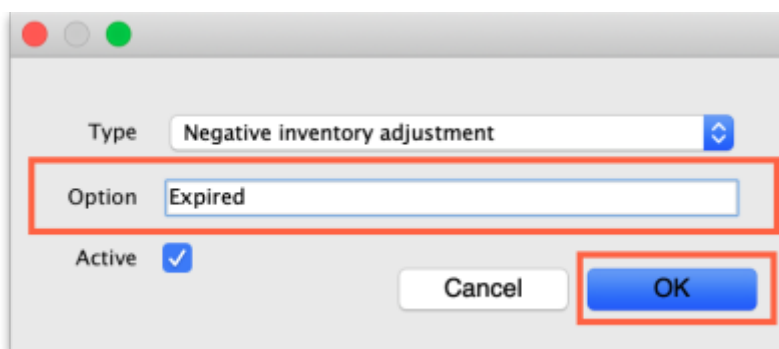 Type Negative inventory adjustment
Option Expired
Active
Cancel OK